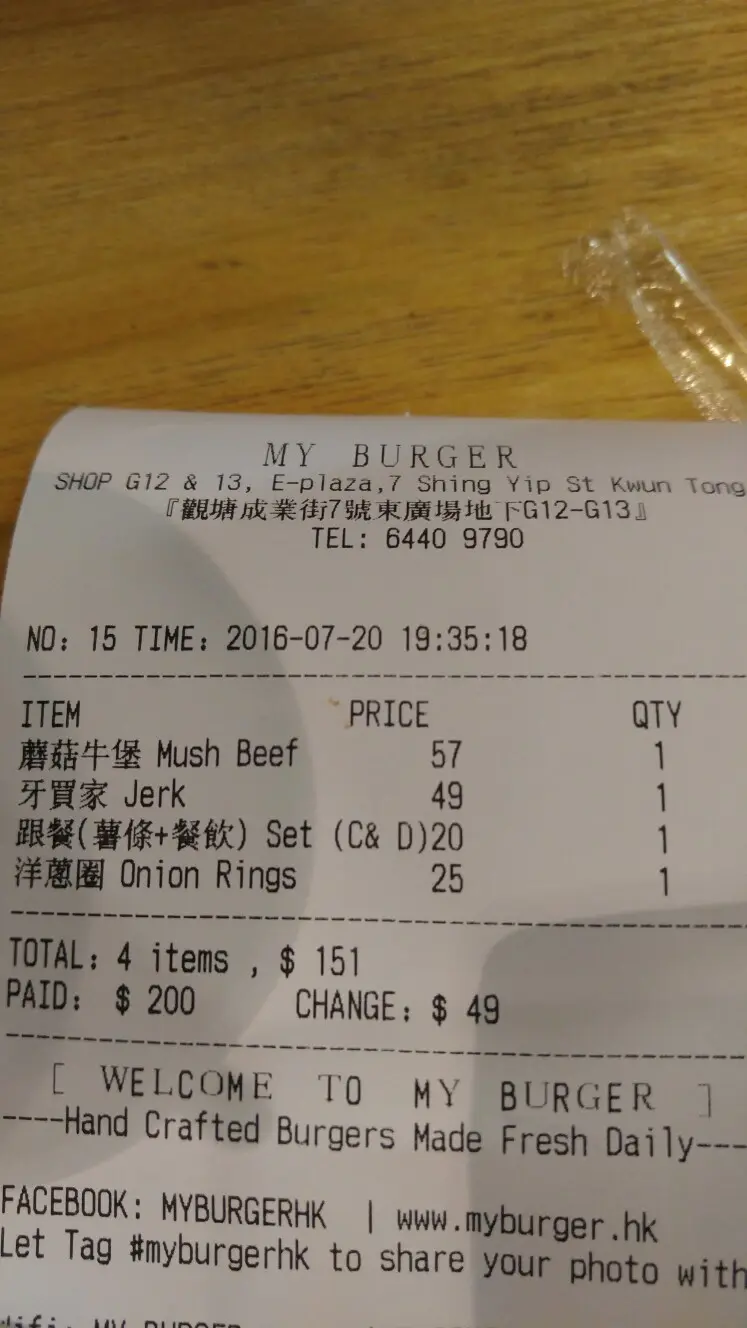 MY BURGER
SHOP G12 & 13, E-plaza,7 Shing Yip St Kwun Tong
『觀塘成業街7號東廣場地下G12-G13』
TEL: 6440 9790
NO: 15 TIME: 2016-07-20 19:35:18
ITEM PRICE QTY
蘑菇牛堡 Mush Beef 57 1
牙買家 Jerk 49 1
跟餐(薯條+餐飲) Set (C& D)20 1
洋蔥圈 Onion Rings 25 1
TOTAL: 4 items , $ 151
PAID: $ 200 CHANGE: $ 49
[ WELCOME TO MY BURGER ]
----Hand Crafted Burgers Made Fresh Daily---
FACEBOOK: MYBURGERHK | www.myburger.hk
Let Tag #myburgerhk to share your photo with
MY BURGER